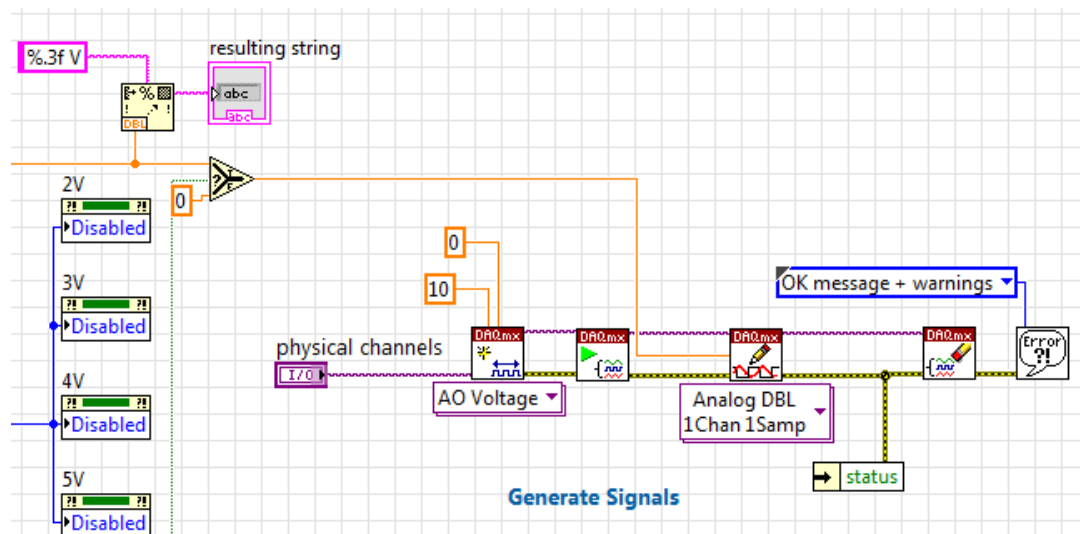 %.3f V
resulting string
% 
DBL
abc
abc
?
T
F
0
2V
?! ?!
Disabled
3V
?! ?!
Disabled
4V
?! ?!
Disabled
5V
?! ?!
Disabled
0
10
physical channels
I/O
DAQmx
AO Voltage
DAQmx
DAQmx
Analog DBL
1Chan 1Samp
DAQmx
OK message + warnings
Error
?!
status
Generate Signals